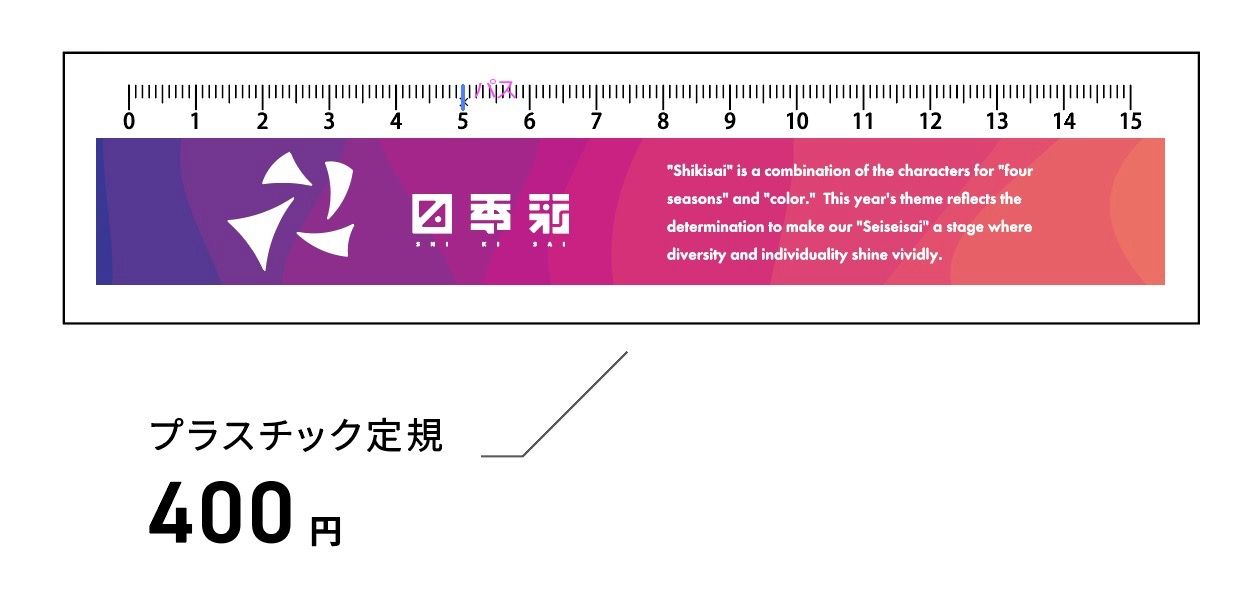 パス
0 1 2 3 4 5 6 7 8 9 10 11 12 13 14 15
四季彩
SHI KI SAI
"Shikisai" is a combination of the characters for "four
seasons" and "color." This year's theme reflects the
determination to make our "Seiseisai" a stage where
diversity and individuality shine vividly.
プラスチック定規
400 円